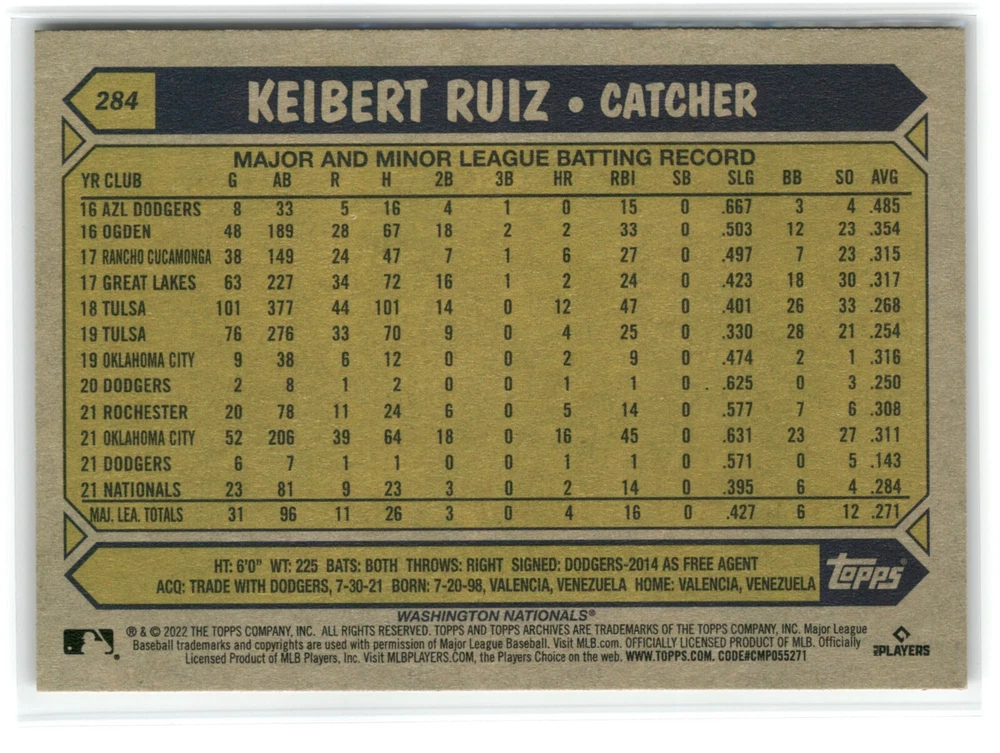 284 KEIBERT RUIZ • CATCHER
MAJOR AND MINOR LEAGUE BATTING RECORD
YR CLUB G AB R H 2B 3B HR RBI SB SLG BB SO AVG
16 AZL DODGERS 8 33 5 16 4 1 0 15 0 .667 3 4 .485
16 OGDEN 48 189 28 67 18 2 2 33 0 .503 12 23 .354
17 RANCHO CUCAMONGA 38 149 24 47 7 1 6 27 0 .497 7 23 .315
17 GREAT LAKES 63 227 34 72 16 1 2 24 0 .423 18 30 .317
18 TULSA 101 377 44 101 14 0 12 47 0 .401 26 33 .268
19 TULSA 76 276 33 70 9 0 4 25 0 .330 28 21 .254
19 OKLAHOMA CITY 9 38 6 12 0 0 2 9 0 .474 2 1 .316
20 DODGERS 2 8 1 2 0 0 1 1 0 .625 0 3 .250
21 ROCHESTER 20 78 11 24 6 0 5 14 0 .577 7 6 .308
21 OKLAHOMA CITY 52 206 39 64 18 0 16 45 0 .631 23 27 .311
21 DODGERS 6 7 1 1 0 0 1 1 0 .571 0 5 .143
21 NATIONALS 23 81 9 23 3 0 2 14 0 .395 6 4 .284
MAJ. LEA. TOTALS 31 96 11 26 3 0 4 16 0 .427 6 12 .271
HT: 6'0" WT: 225 BATS: BOTH THROWS: RIGHT SIGNED: DODGERS-2014 AS FREE AGENT
ACQ: TRADE WITH DODGERS, 7-30-21 BORN: 7-20-98, VALENCIA, VENEZUELA HOME: VALENCIA, VENEZUELA
Topps®
WASHINGTON NATIONALS®
® & © 2022 THE TOPPS COMPANY, INC. ALL RIGHTS RESERVED. TOPPS AND TOPPS ARCHIVES ARE TRADEMARKS OF THE TOPPS COMPANY, INC. Major League
Baseball trademarks and copyrights are used with permission of Major League Baseball. Visit MLB.com. OFFICIALLY LICENSED PRODUCT OF MLB. Officially
Licensed Product of MLB Players, Inc. Visit MLBPLAYERS.COM, the Players Choice on the web. WWW.TOPPS.COM. CODE#CMP055271
MLB PLAYERS